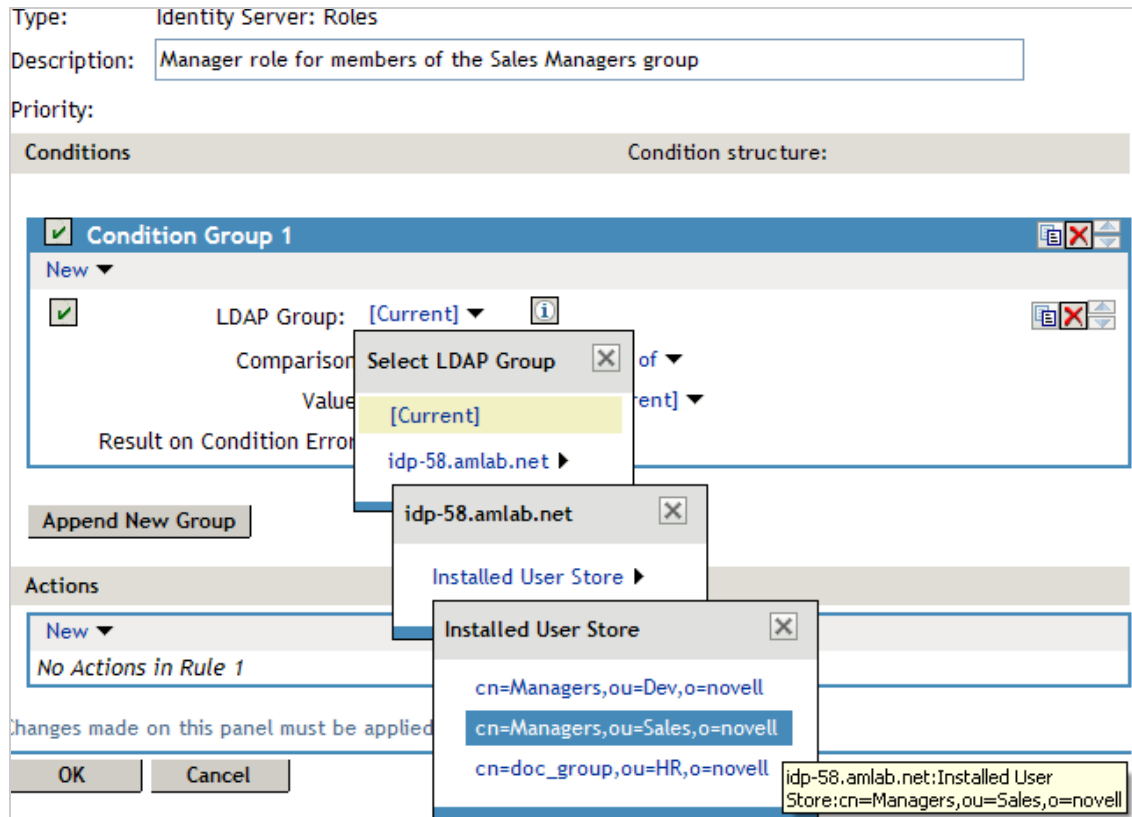 Type: Identity Server: Roles
Description: Manager role for members of the Sales Managers group
Priority:
Conditions Condition structure:
Condition Group 1
New
LDAP Group: [Current]
Comparison
of
Value
rent]
Result on Condition Error
Select LDAP Group
[Current]
idp-58.amlab.net
Append New Group
idp-58.amlab.net
Installed User Store
Actions
New
No Actions in Rule 1
Installed User Store
cn=Managers,ou=Dev,o=novell
cn=Managers,ou=Sales,o=novell
cn=doc_group,ou=HR,o=novell
Changes made on this panel must be applied
OK Cancel
idp-58.amlab.net:Installed User
Store:cn=Managers,ou=Sales,o=novell